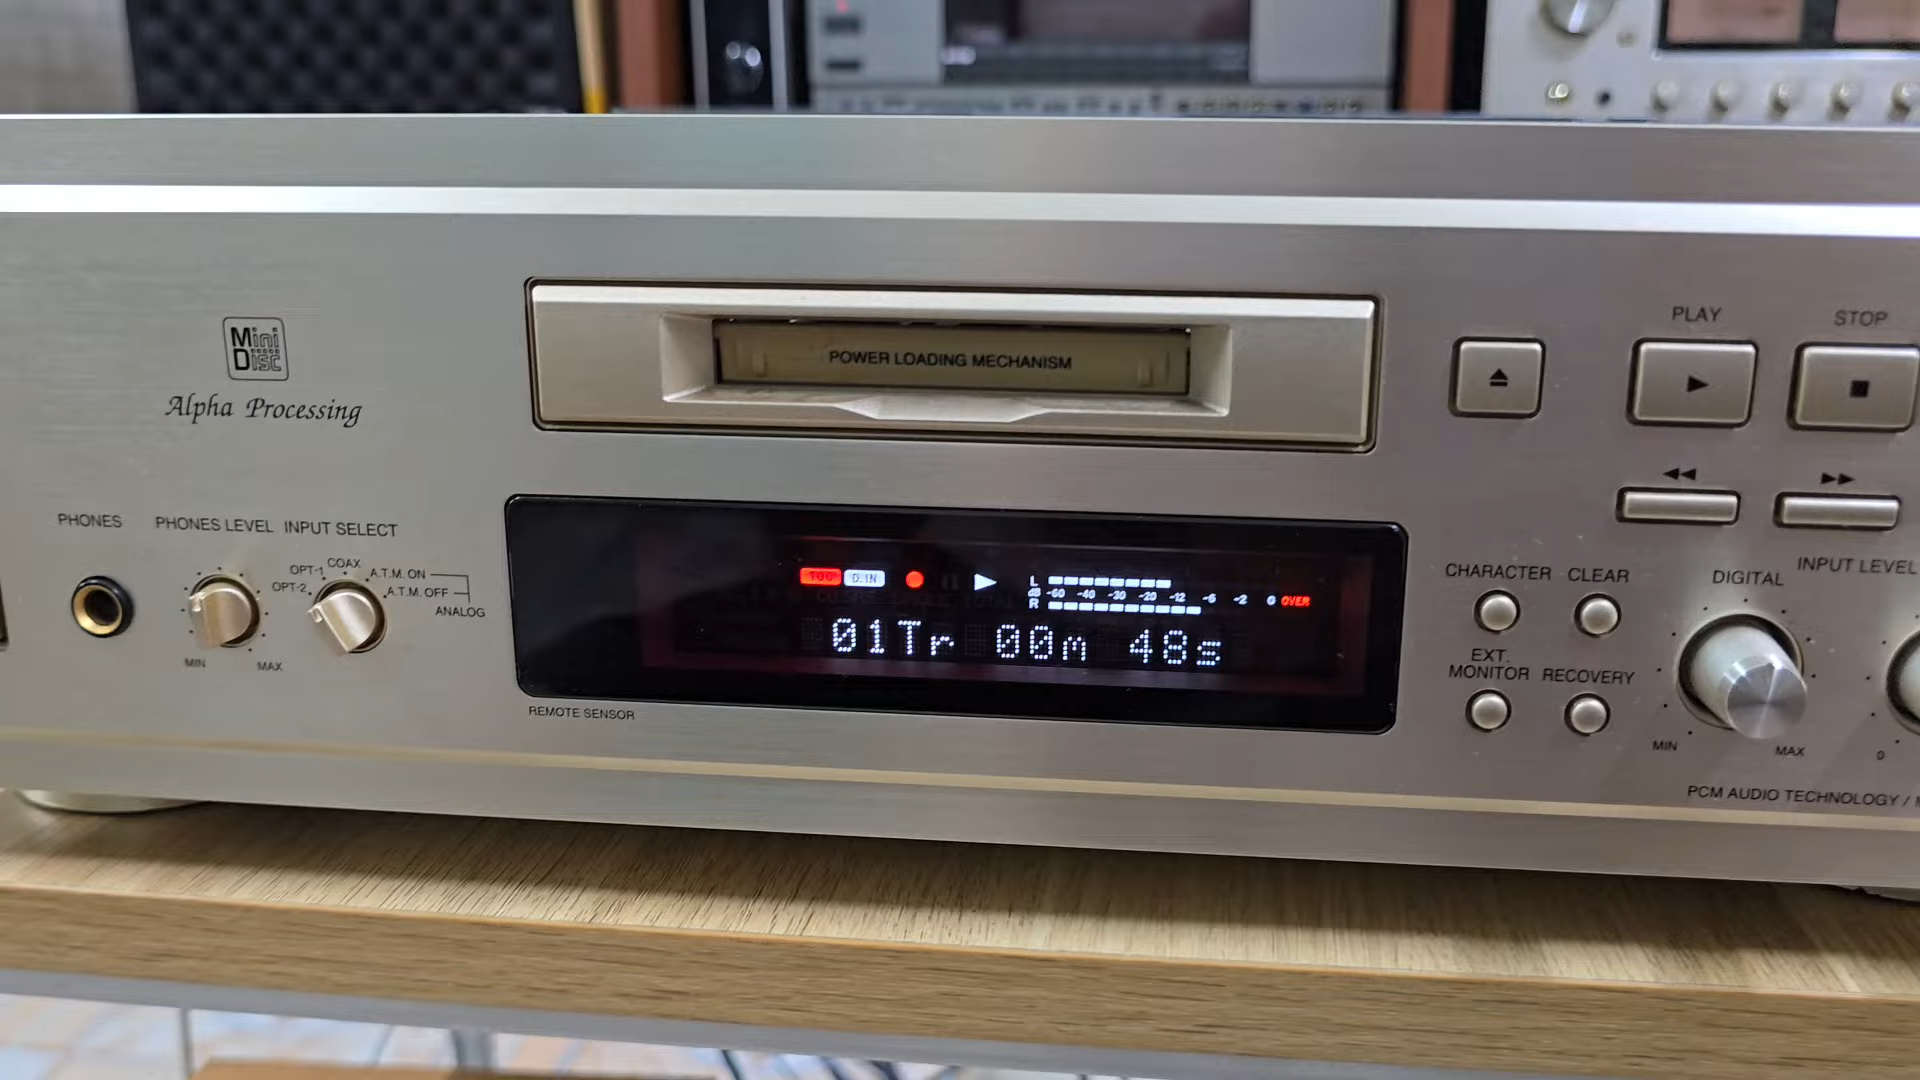 Mini
Disc
Alpha Processing
POWER LOADING MECHANISM
PLAY
STOP
PHONES
PHONES LEVEL
INPUT SELECT
OPT-2
OPT-1
COAX
A.T.M. ON
A.T.M. OFF
ANALOG
MIN
MAX
TOC
D.IN
L
dB -60 -40 -30 -20 -12 -6 -2 0 OVER
R
01Tr 00m 48s
REMOTE SENSOR
CHARACTER
CLEAR
EXT.
MONITOR
RECOVERY
INPUT LEVEL
DIGITAL
MIN
MAX
0
PCM AUDIO TECHNOLOGY /